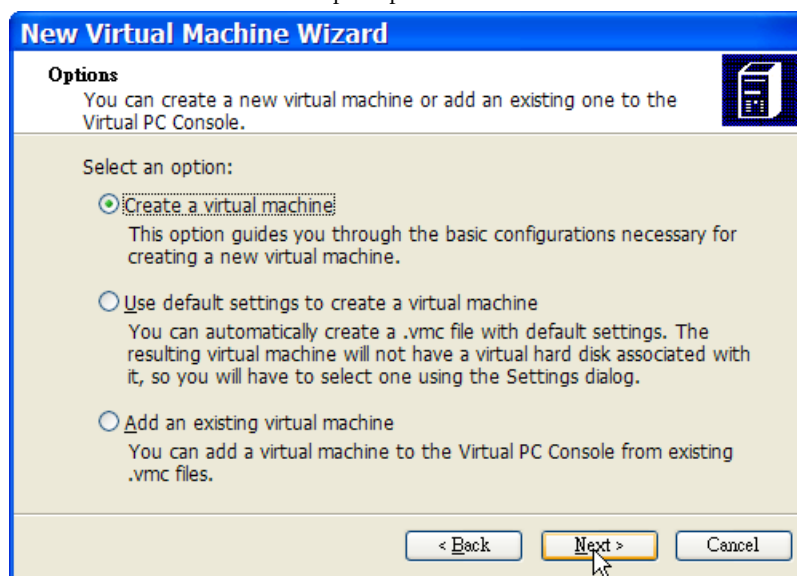 New Virtual Machine Wizard
Options
You can create a new virtual machine or add an existing one to the
Virtual PC Console.
Select an option:
Create a virtual machine
This option guides you through the basic configurations necessary for
creating a new virtual machine.
Use default settings to create a virtual machine
You can automatically create a .vmc file with default settings. The
resulting virtual machine will not have a virtual hard disk associated with
it, so you will have to select one using the Settings dialog.
Add an existing virtual machine
You can add a virtual machine to the Virtual PC Console from existing
.vmc files.
< Back Next > Cancel